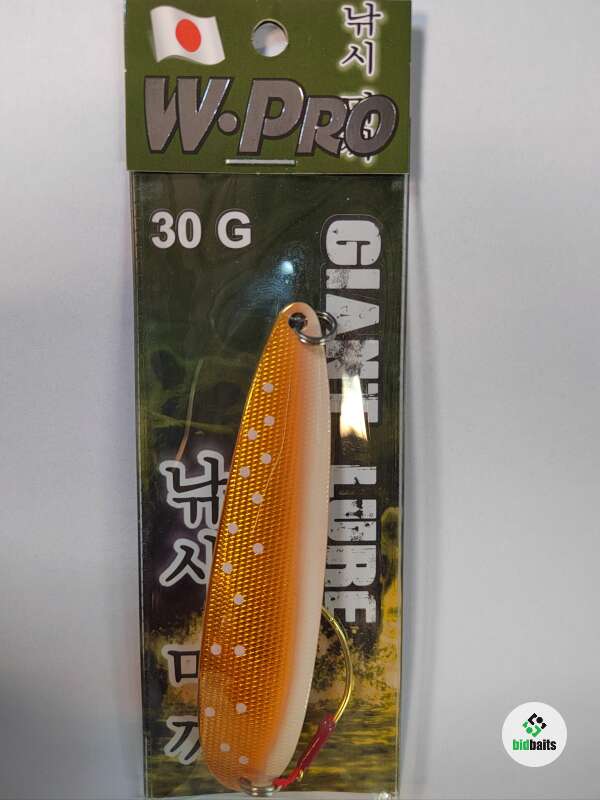 낚시
W·PRO
30 G
GIANT LURE
낚시
bidbaits